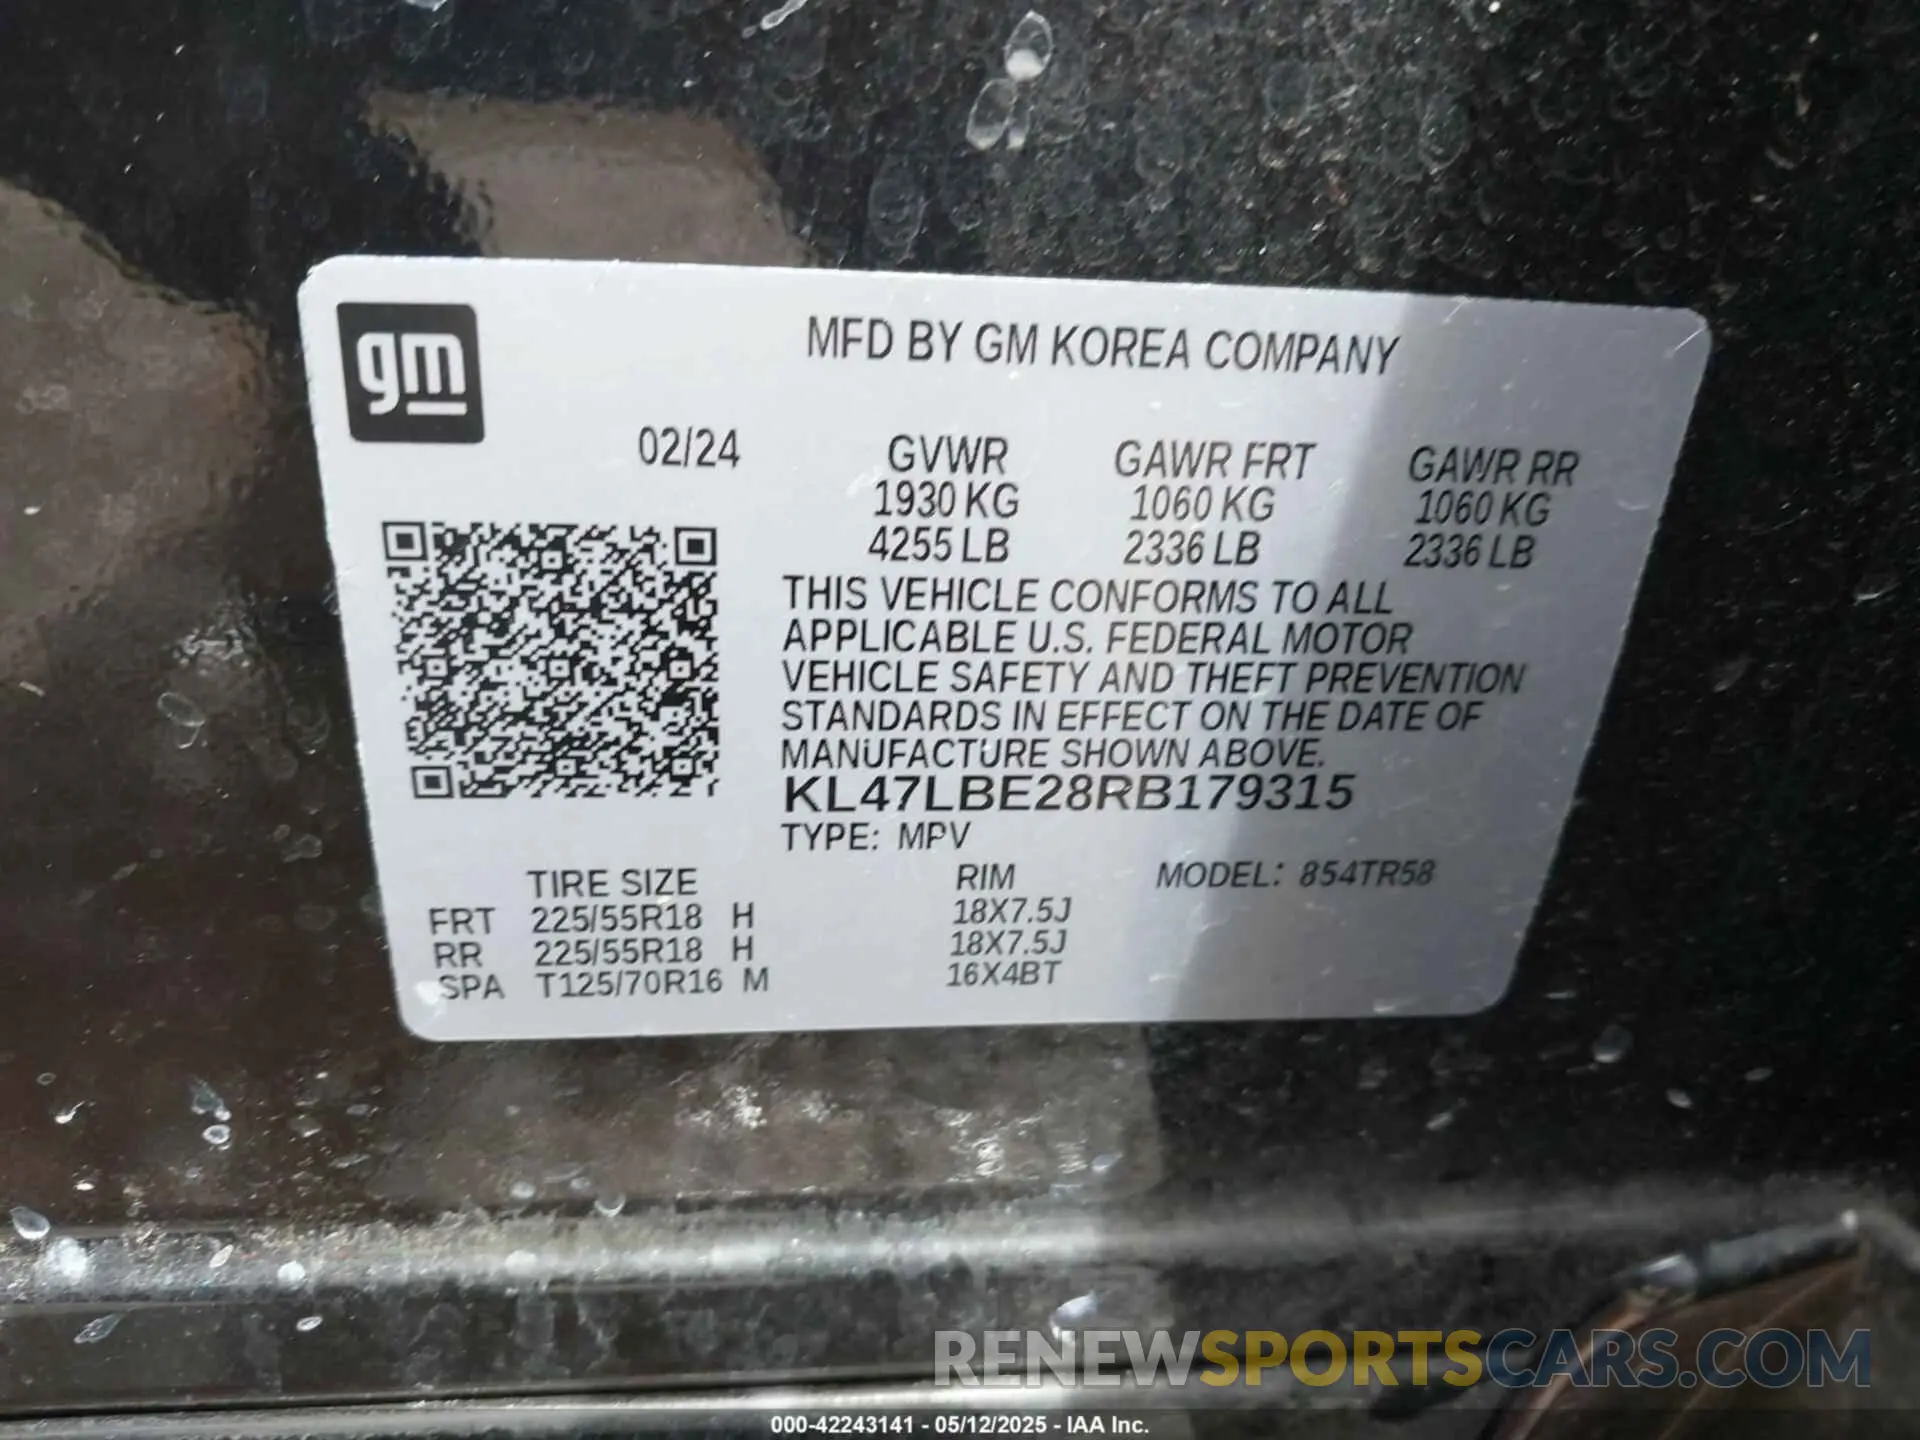 gm
MFD BY GM KOREA COMPANY
02/24 GVWR GAWR FRT GAWR RR
1930 KG 1060 KG 1060 KG
4255 LB 2336 LB 2336 LB
THIS VEHICLE CONFORMS TO ALL
APPLICABLE U.S. FEDERAL MOTOR
VEHICLE SAFETY AND THEFT PREVENTION
STANDARDS IN EFFECT ON THE DATE OF
MANUFACTURE SHOWN ABOVE.
KL47LBE28RB179315
TYPE: MPV
TIRE SIZE RIM MODEL: 854TR58
FRT 225/55R18 H 18X7.5J
RR 225/55R18 H 18X7.5J
SPA T125/70R16 M 16X4BT
RENEWSPORTSCARS.COM
000-42243141 - 05/12/2025 - IAA Inc.